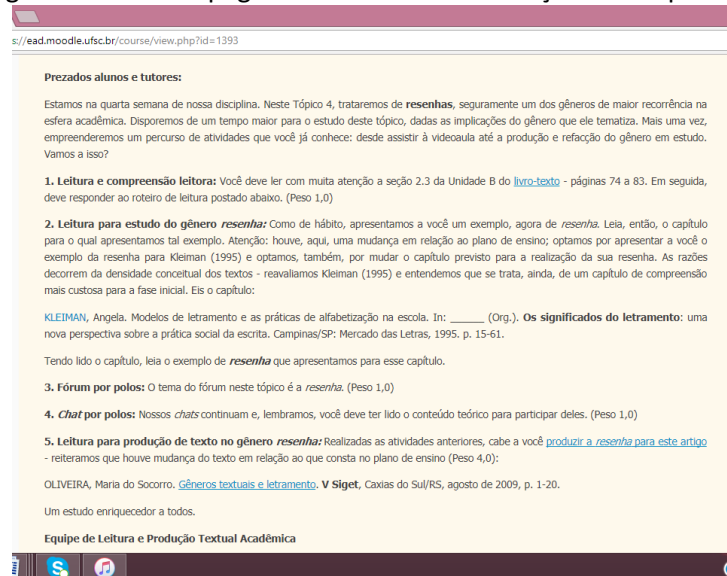 s://ead.moodle.ufsc.br/course/view.php?id=1393
Prezados alunos e tutores:
Estamos na quarta semana de nossa disciplina. Neste Tópico 4, trataremos de resenhas, seguramente um dos gêneros de maior recorrência na
esfera acadêmica. Disporemos de um tempo maior para o estudo deste tópico, dadas as implicações do gênero que ele tematiza. Mais uma vez,
empreenderemos um percurso de atividades que você já conhece: desde assistir à videoaula até a produção e refacção do gênero em estudo.
Vamos a isso?
1. Leitura e compreensão leitora: Você deve ler com muita atenção a seção 2.3 da Unidade B do livro-texto - páginas 74 a 83. Em seguida,
deve responder ao roteiro de leitura postado abaixo. (Peso 1,0)
2. Leitura para estudo do gênero resenha: Como de hábito, apresentamos a você um exemplo, agora de resenha. Leia, então, o capítulo
para o qual apresentamos tal exemplo. Atenção: houve, aqui, uma mudança em relação ao plano de ensino; optamos por apresentar a você o
exemplo da resenha para Kleiman (1995) e optamos, também, por mudar o capítulo previsto para a realização da sua resenha. As razões
decorrem da densidade conceitual dos textos - reavaliamos Kleiman (1995) e entendemos que se trata, ainda, de um capítulo de compreensão
mais custosa para a fase inicial. Eis o capítulo:
KLEIMAN, Angela. Modelos de letramento e as práticas de alfabetização na escola. In: ______ (Org.). Os significados do letramento: uma
nova perspectiva sobre a prática social da escrita. Campinas/SP: Mercado das Letras, 1995. p. 15-61.
Tendo lido o capítulo, leia o exemplo de resenha que apresentamos para esse capítulo.
3. Fórum por polos: O tema do fórum neste tópico é a resenha. (Peso 1,0)
4. Chat por polos: Nossos chats continuam e, lembramos, você deve ter lido o conteúdo teórico para participar deles. (Peso 1,0)
5. Leitura para produção de texto no gênero resenha: Realizadas as atividades anteriores, cabe a você produzir a resenha para este artigo
- reiteramos que houve mudança do texto em relação ao que consta no plano de ensino (Peso 4,0):
OLIVEIRA, Maria do Socorro. Gêneros textuais e letramento. V Siget, Caxias do Sul/RS, agosto de 2009, p. 1-20.
Um estudo enriquecedor a todos.
Equipe de Leitura e Produção Textual Acadêmica